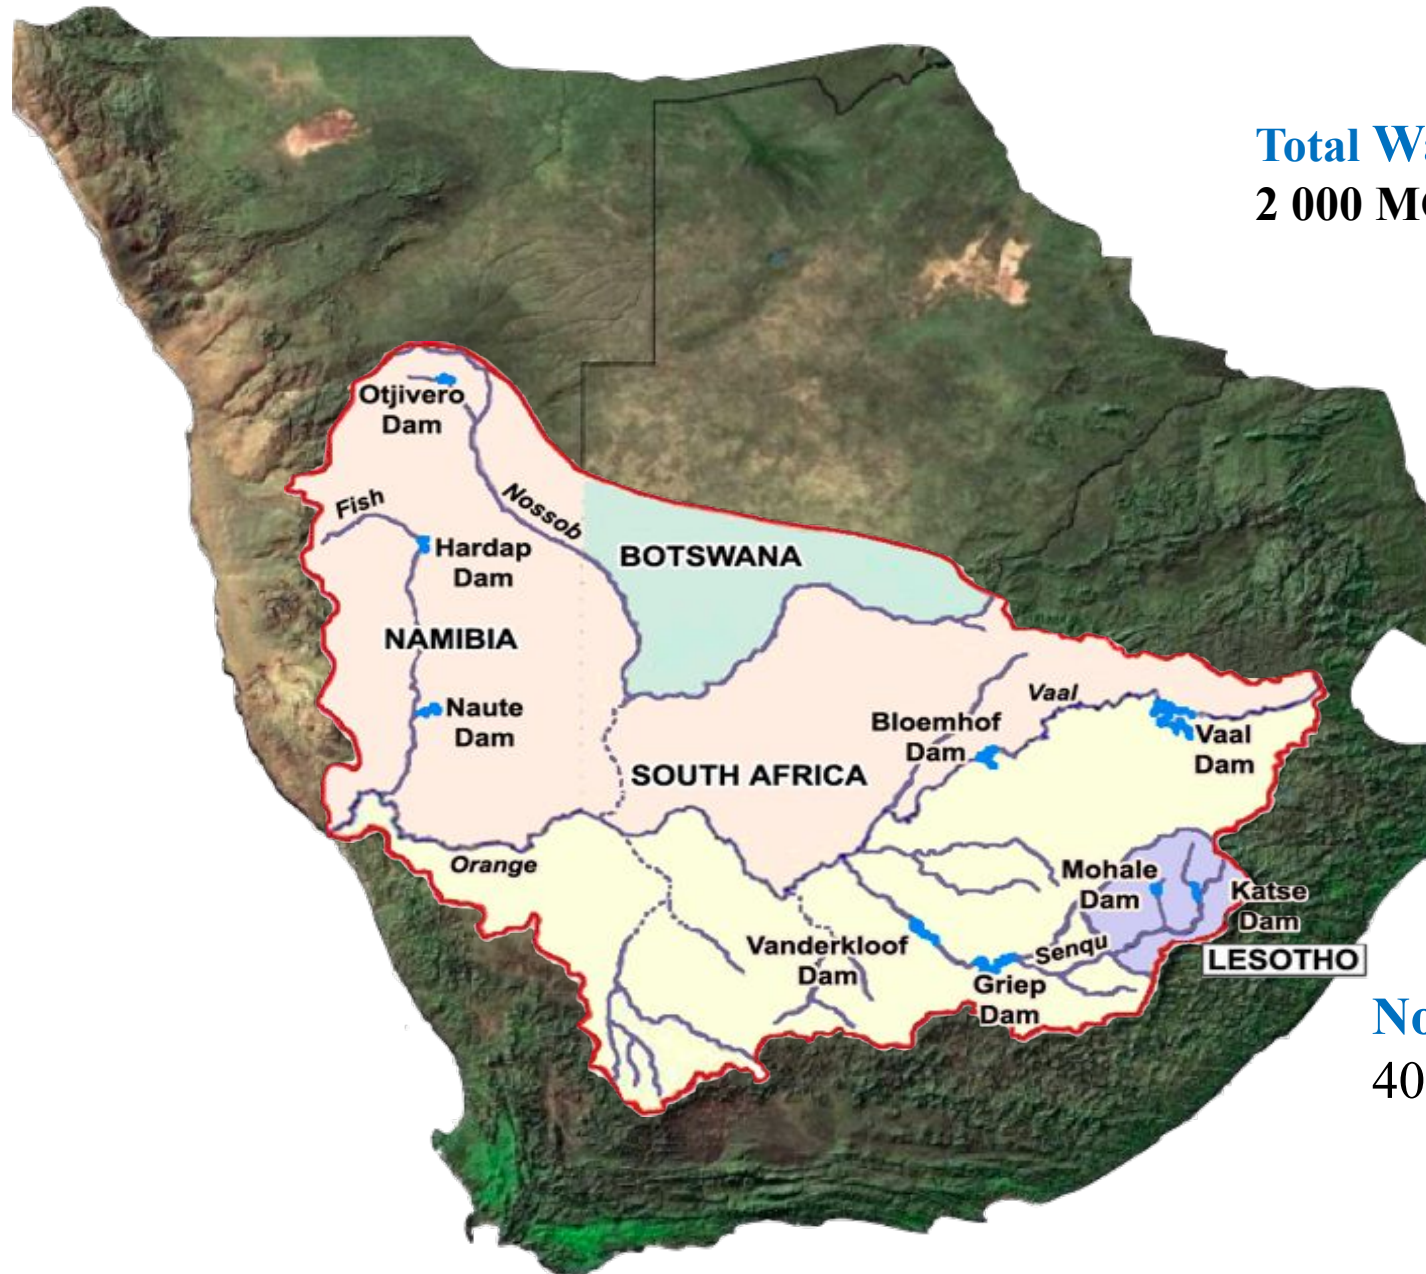 Total Wa
2 000 M
Otjivero
Dam
Fish
Nossob
Hardap
Dam
BOTSWANA
NAMIBIA
Naute
Dam
Vaal
Bloemhof
Dam
Vaal
Dam
SOUTH AFRICA
Orange
Mohale
Dam
Katse
Dam
Vanderkloof
Dam
Senqu
LESOTHO
Griep
Dam
No
40